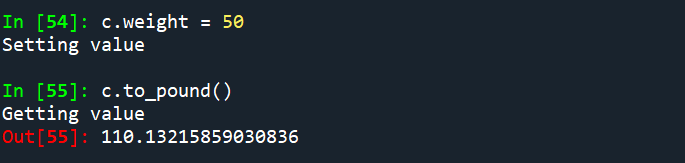 In [54]: c.weight = 50
Setting value
In [55]: c.to_pound()
Getting value
Out[55]: 110.13215859030836